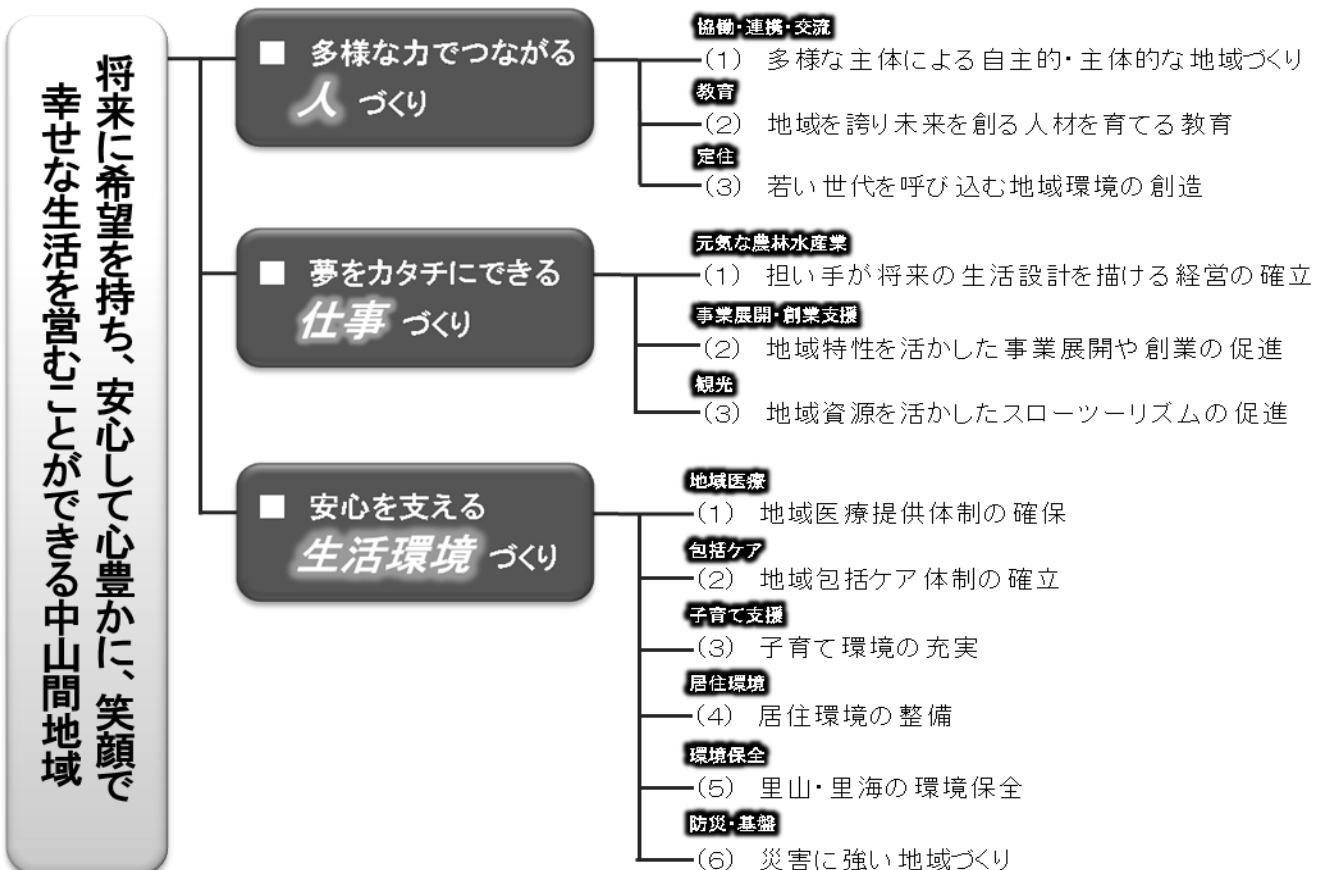 将来に希望を持ち、安心して心豊かに、笑顔で
幸せな生活を営むことができる中山間地域
■ 多様な力でつながる
人 づくり
協働・連携・交流
(1) 多様な主体による自主的・主体的な地域づくり
教育
(2) 地域を誇り未来を創る人材を育てる教育
定住
(3) 若い世代を呼び込む地域環境の創造
■ 夢をカタチにできる
仕事 づくり
元気な農林水産業
(1) 担い手が将来の生活設計を描ける経営の確立
事業展開・創業支援
(2) 地域特性を活かした事業展開や創業の促進
観光
(3) 地域資源を活かしたスローツーリズムの促進
■ 安心を支える
生活環境 づくり
地域医療
(1) 地域医療提供体制の確保
包括ケア
(2) 地域包括ケア体制の確立
子育て支援
(3) 子育て環境の充実
居住環境
(4) 居住環境の整備
環境保全
(5) 里山・里海の環境保全
防災・基盤
(6) 災害に強い地域づくり